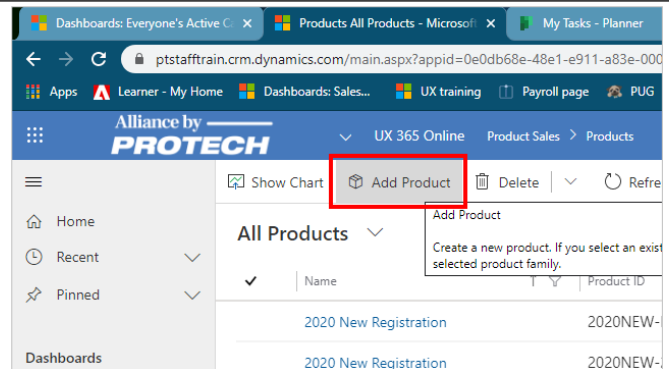 Dashboards: Everyone's Active C
Products All Products - Microsoft
My Tasks - Planner
ptstafftrain.crm.dynamics.com/main.aspx?appid=0e0db68e-48e1-e911-a83e-000
Apps Learner - My Home Dashboards: Sales... UX training Payroll page PUG
Alliance by
PROTECH
UX 365 Online Product Sales > Products
Show Chart Add Product Delete Refre
Home
Recent
Pinned
Dashboards
All Products
Add Product
Create a new product. If you select an exist
selected product family.
Name Product ID
2020 New Registration 2020NEW-
2020 New Registration 2020NEW-